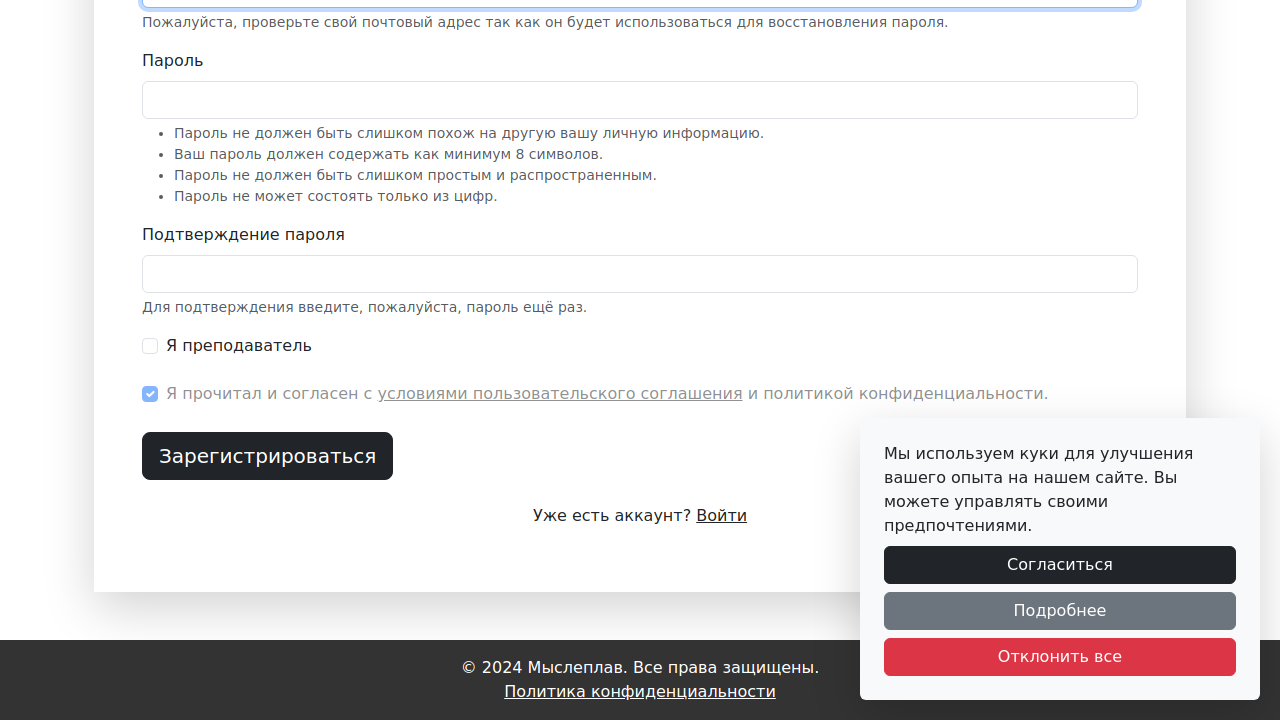 Пожалуйста, проверьте свой почтовый адрес так как он будет использоваться для восстановления пароля.
Пароль
Пароль не должен быть слишком похож на другую вашу личную информацию.
Ваш пароль должен содержать как минимум 8 символов.
Пароль не должен быть слишком простым и распространенным.
Пароль не может состоять только из цифр.
Подтверждение пароля
Для подтверждения введите, пожалуйста, пароль ещё раз.
Я преподаватель
Я прочитал и согласен с условиями пользовательского соглашения и политикой конфиденциальности.
Зарегистрироваться
Уже есть аккаунт? Войти
Мы используем куки для улучшения
вашего опыта на нашем сайте. Вы
можете управлять своими
предпочтениями.
Согласиться
Подробнее
Отклонить все
© 2024 Мыслеплав. Все права защищены.
Политика конфиденциальности